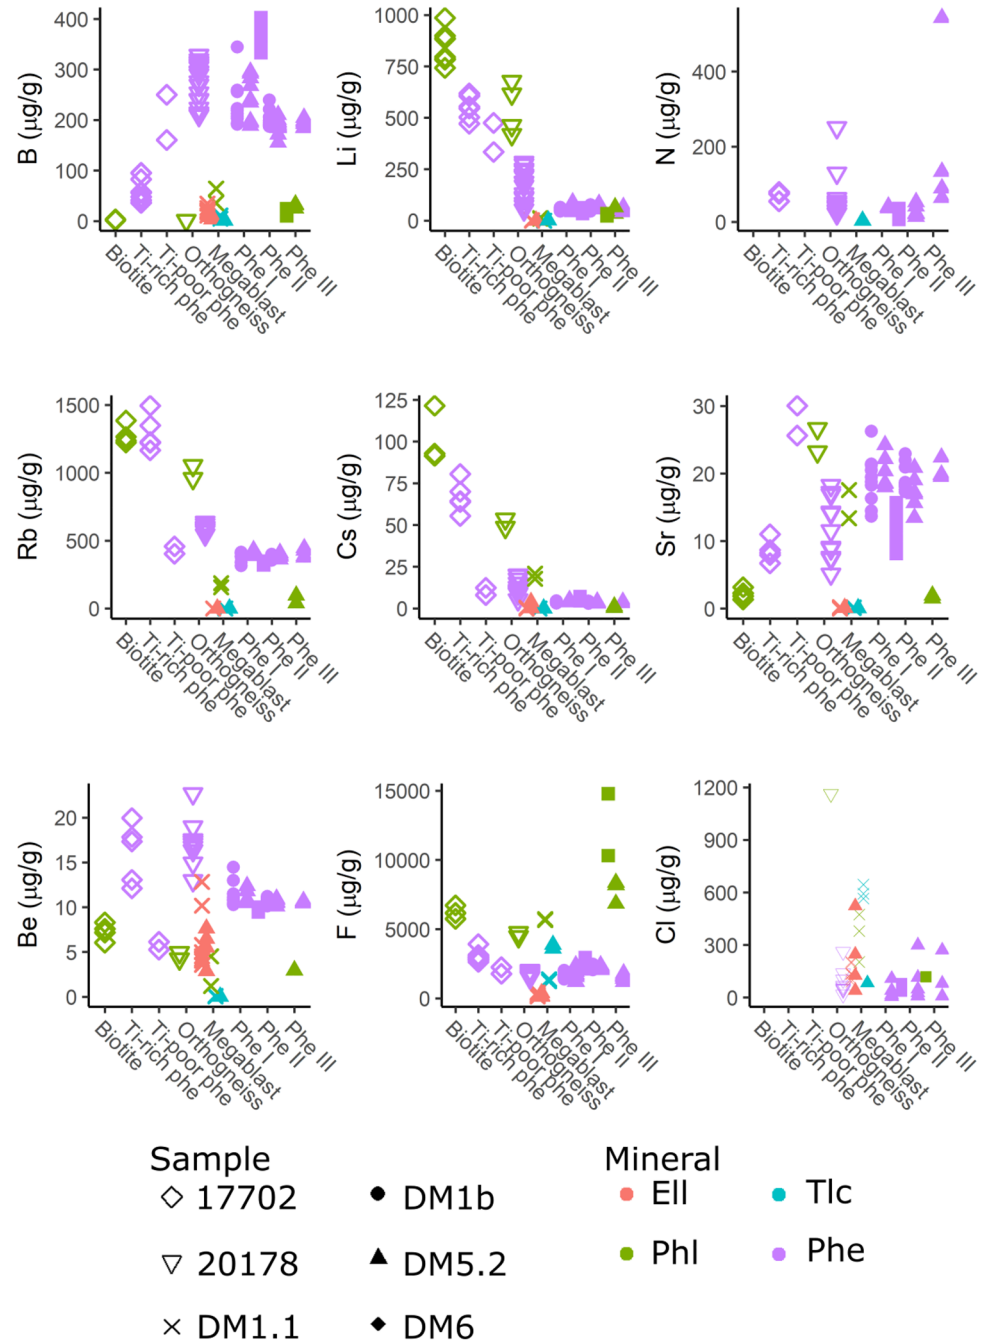 B (µg/g)
400
300
200
100
0
Biotite
Ti-rich phe
Ti-poor phe
Orthogneiss
Megablast
Phe I
Phe II
Phe III
Li (µg/g)
1000
750
500
250
0
Biotite
Ti-rich phe
Ti-poor phe
Orthogneiss
Megablast
Phe I
Phe II
Phe III
N (µg/g)
400
200
0
Biotite
Ti-rich phe
Ti-poor phe
Orthogneiss
Megablast
Phe I
Phe II
Phe III
Rb (µg/g)
1500
1000
500
0
Biotite
Ti-rich phe
Ti-poor phe
Orthogneiss
Megablast
Phe I
Phe II
Phe III
Cs (µg/g)
125
100
75
50
25
0
Biotite
Ti-rich phe
Ti-poor phe
Orthogneiss
Megablast
Phe I
Phe II
Phe III
Sr (µg/g)
30
20
10
0
Biotite
Ti-rich phe
Ti-poor phe
Orthogneiss
Megablast
Phe I
Phe II
Phe III
Be (µg/g)
20
15
10
5
0
Biotite
Ti-rich phe
Ti-poor phe
Orthogneiss
Megablast
Phe I
Phe II
Phe III
F (µg/g)
15000
10000
5000
0
Biotite
Ti-rich phe
Ti-poor phe
Orthogneiss
Megablast
Phe I
Phe II
Phe III
Cl (µg/g)
1200
900
600
300
0
Biotite
Ti-rich phe
Ti-poor phe
Orthogneiss
Megablast
Phe I
Phe II
Phe III
Sample
17702
20178
DM1.1
DM1b
DM5.2
DM6
Mineral
Ell
Phl
Tlc
Phe